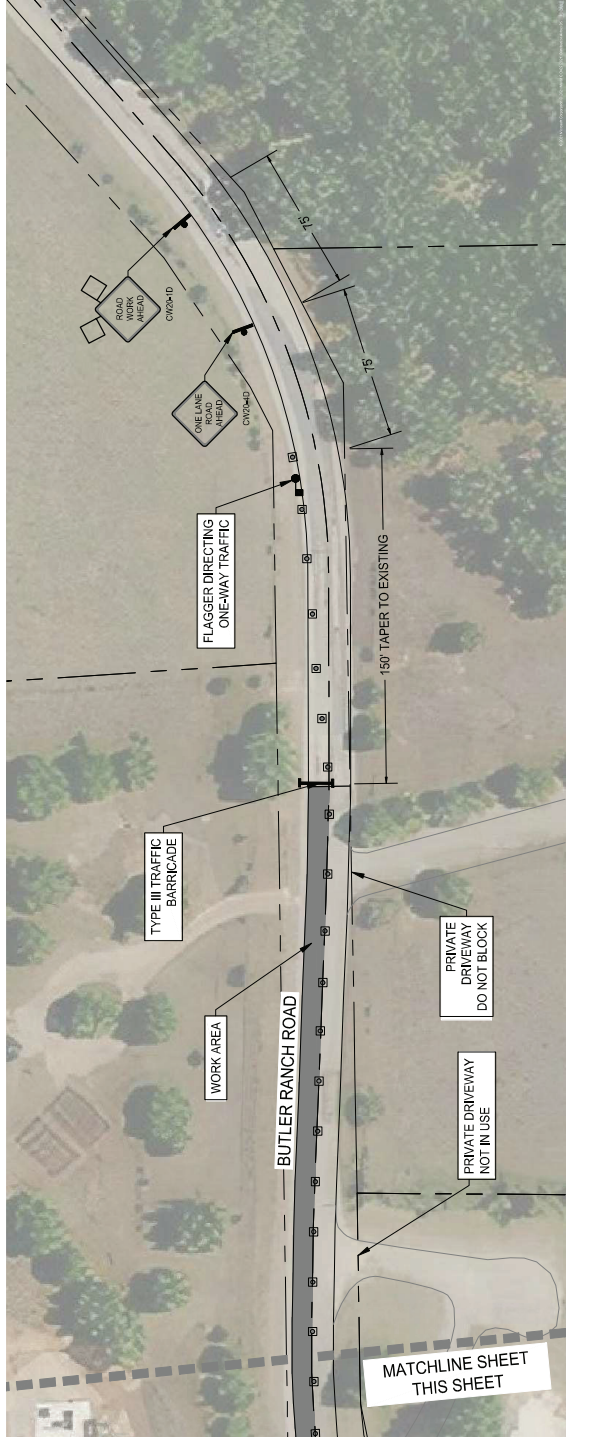 ROAD
WORK
AHEAD
CW20-1D
ONE LANE
ROAD
AHEAD
CW20-4D
75'
75'
FLAGGER DIRECTING
ONE-WAY TRAFFIC
150' TAPER TO EXISTING
TYPE III TRAFFIC
BARRICADE
PRIVATE
DRIVEWAY
DO NOT BLOCK
WORK AREA
BUTLER RANCH ROAD
PRIVATE DRIVEWAY
NOT IN USE
MATCHLINE SHEET
THIS SHEET